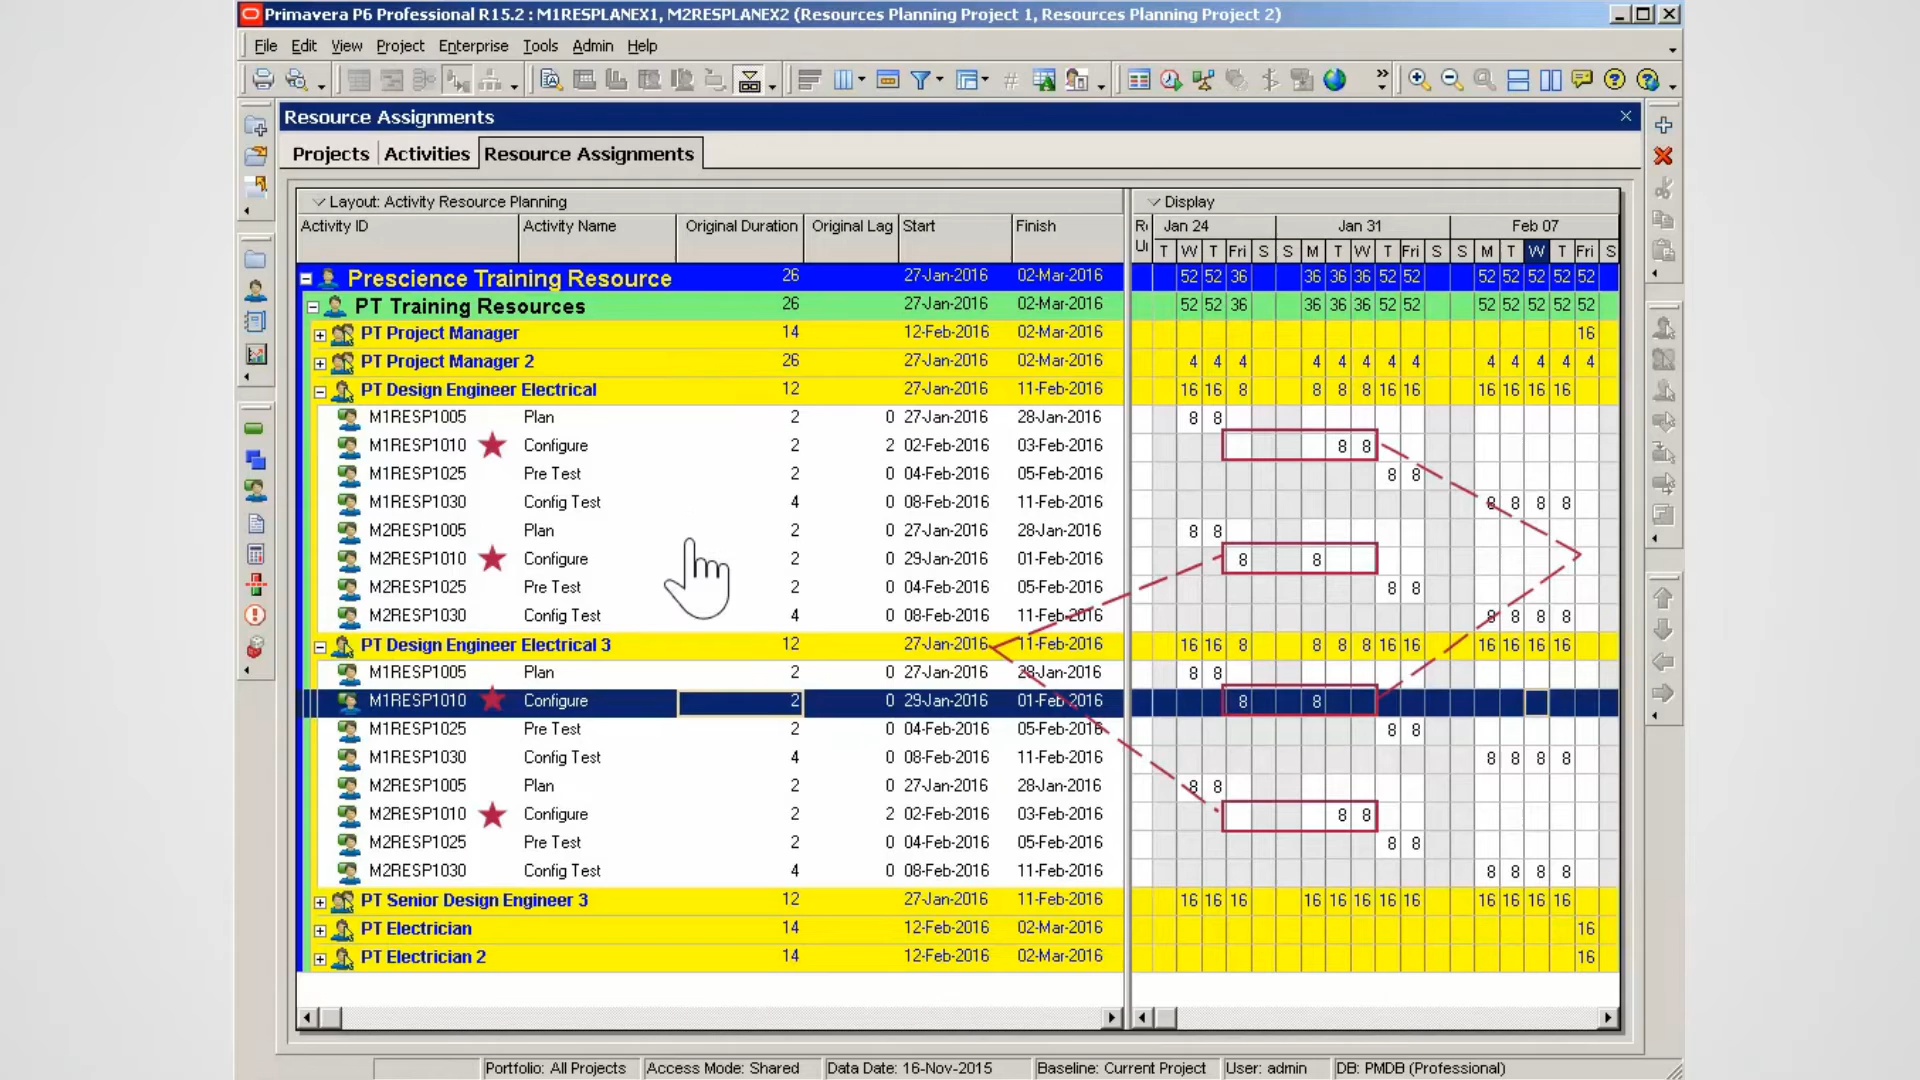 Primavera P6 Professional R15.2 : M1RESPLANEX1, M2RESPLANEX2 (Resources Planning Project 1, Resources Planning Project 2)
File Edit View Project Enterprise Tools Admin Help
Resource Assignments
Projects Activities Resource Assignments
Layout: Activity Resource Planning Display
Activity ID Activity Name Original Duration Original Lag Start Finish Jan 24 Jan 31 Feb 07
T W T Fri S S M T W T Fri S S M T W T Fri S
Prescience Training Resource 26 27-Jan-2016 02-Mar-2016 52 52 36 36 36 36 52 52 52 52 52 52 52
PT Training Resources 26 27-Jan-2016 02-Mar-2016 52 52 36 36 36 36 52 52 52 52 52 52 52
PT Project Manager 14 12-Feb-2016 02-Mar-2016 16
PT Project Manager 2 26 27-Jan-2016 02-Mar-2016 4 4 4 4 4 4 4 4 4 4 4 4 4
PT Design Engineer Electrical 12 27-Jan-2016 11-Feb-2016 16 16 8 8 8 8 16 16 16 16 16 16
M1RESP1005 Plan 2 0 27-Jan-2016 28-Jan-2016 8 8
M1RESP1010 Configure 2 2 02-Feb-2016 03-Feb-2016 8 8
M1RESP1025 Pre Test 2 0 04-Feb-2016 05-Feb-2016 8 8
M1RESP1030 Config Test 4 0 08-Feb-2016 11-Feb-2016 8 8 8 8
M2RESP1005 Plan 2 0 27-Jan-2016 28-Jan-2016 8 8
M2RESP1010 Configure 2 0 29-Jan-2016 01-Feb-2016 8 8
M2RESP1025 Pre Test 2 0 04-Feb-2016 05-Feb-2016 8 8
M2RESP1030 Config Test 4 0 08-Feb-2016 11-Feb-2016 8 8 8 8
PT Design Engineer Electrical 3 12 27-Jan-2016 11-Feb-2016 16 16 8 8 8 8 16 16 16 16 16 16
M1RESP1005 Plan 2 0 27-Jan-2016 28-Jan-2016 8 8
M1RESP1010 Configure 2 0 29-Jan-2016 01-Feb-2016 8 8
M1RESP1025 Pre Test 2 0 04-Feb-2016 05-Feb-2016 8 8
M1RESP1030 Config Test 4 0 08-Feb-2016 11-Feb-2016 8 8 8 8
M2RESP1005 Plan 2 0 27-Jan-2016 28-Jan-2016 8 8
M2RESP1010 Configure 2 2 02-Feb-2016 03-Feb-2016 8 8
M2RESP1025 Pre Test 2 0 04-Feb-2016 05-Feb-2016 8 8
M2RESP1030 Config Test 4 0 08-Feb-2016 11-Feb-2016 8 8 8 8
PT Senior Design Engineer 3 12 27-Jan-2016 11-Feb-2016 16 16 16 16 16 16 16 16 16 16 16 16
PT Electrician 14 12-Feb-2016 02-Mar-2016 16
PT Electrician 2 14 12-Feb-2016 02-Mar-2016 16
Portfolio: All Projects Access Mode: Shared Data Date: 16-Nov-2015 Baseline: Current Project User: admin DB: PMDB (Professional)